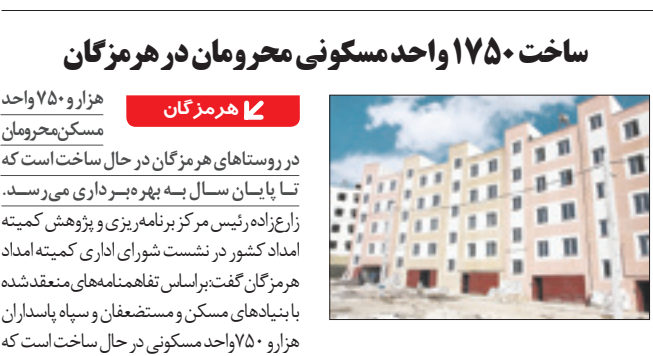 ساخت ۱۷۵۰ واحد مسکونی محرومان در هرمزگان
هرمزگان
هزار و ۷۵۰ واحد
مسکن محرومان
در روستاهای هرمزگان در حال ساخت است که
تا پایان سال به بهره‌برداری می‌رسد.
زارع‌زاده رئیس مرکز برنامه‌ریزی و پژوهش کمیته
امداد کشور در نشست شورای اداری کمیته امداد
هرمزگان گفت: براساس تفاهمنامه‌های منعقد شده
با بنیادهای مسکن و مستضعفان و سپاه پاسداران
هزار و ۷۵۰ واحد مسکونی در حال ساخت است که